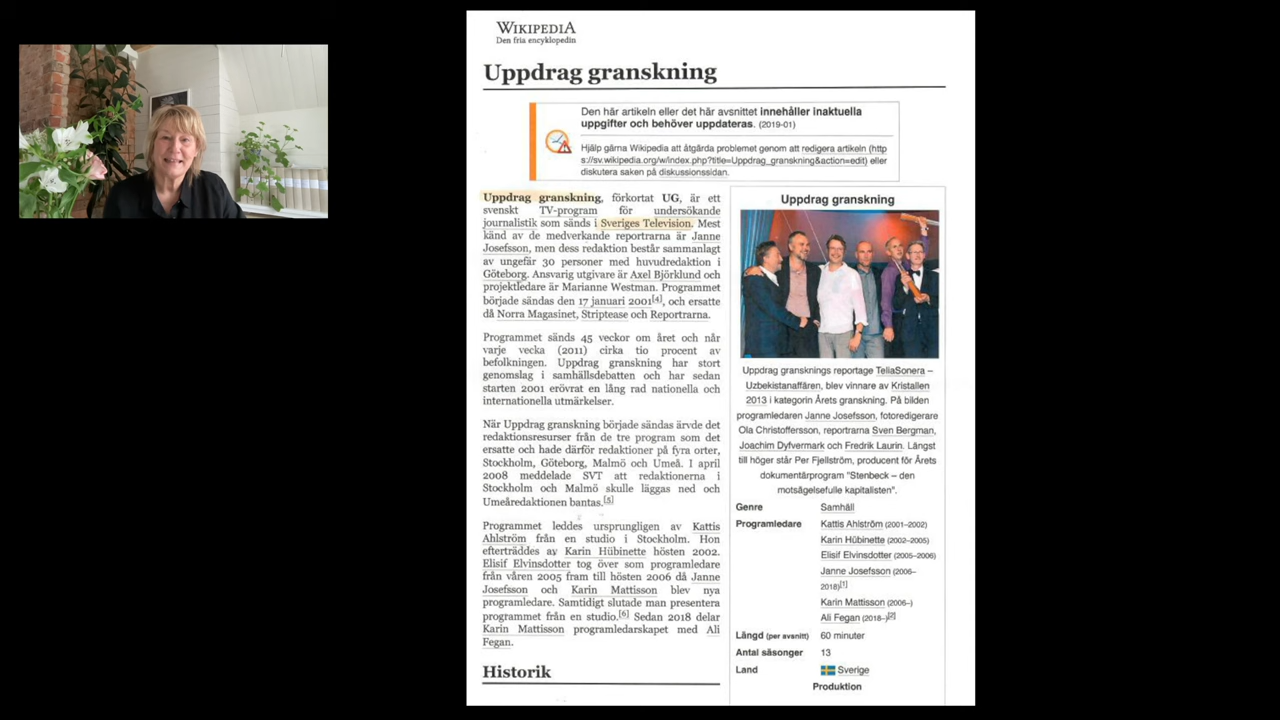 WIKIPEDIA
Den fria encyklopedin
Uppdrag granskning
Den här artikeln eller det här avsnittet innehåller inaktuella
uppgifter och behöver uppdateras. (2019-01)
Hjälp gärna Wikipedia att åtgärda problemet genom att redigera artikeln (http
s://sv.wikipedia.org/w/index.php?title=Uppdrag_granskning&action=edit) eller
diskutera saken på diskussionssidan.
Uppdrag granskning, förkortat UG, är ett
svenskt TV-program för undersökande
journalistik som sänds i Sveriges Television. Mest
känd av de medverkande reportrarna är Janne
Josefsson, men dess redaktion består sammanlagt
av ungefär 30 personer med huvudredaktion i
Göteborg. Ansvarig utgivare är Axel Björklund och
projektledare är Marianne Westman. Programmet
började sändas den 17 januari 2001[4], och ersatte
då Norra Magasinet, Striptease och Reportrarna.
Programmet sänds 45 veckor om året och når
varje vecka (2011) cirka tio procent av
befolkningen. Uppdrag granskning har stort
genomslag i samhällsdebatten och har sedan
starten 2001 erövrat en lång rad nationella och
internationella utmärkelser.
När Uppdrag granskning började sändas ärvde det
redaktionsresurser från de tre program som det
ersatte och hade därför redaktioner på fyra orter,
Stockholm, Göteborg, Malmö och Umeå. I april
2008 meddelade SVT att redaktionerna i
Stockholm och Malmö skulle läggas ned och
Umeåredaktionen bantas.[5]
Programmet leddes ursprungligen av Kattis
Ahlström från en studio i Stockholm. Hon
efterträddes av Karin Hübinette hösten 2002.
Elisif Elvinsdotter tog över som programledare
från våren 2005 fram till hösten 2006 då Janne
Josefsson och Karin Mattisson blev nya
programledare. Samtidigt slutade man presentera
programmet från en studio.[6] Sedan 2018 delar
Karin Mattisson programledarskapet med Ali
Fegan.
Historik
Uppdrag granskning
Uppdrag gransknings reportage TeliaSonera –
Uzbekistanaffären, blev vinnare av Kristallen
2013 i kategorin Årets granskning. På bilden
programledaren Janne Josefsson, fotoredigerare
Ola Christoffersson, reportrarna Sven Bergman,
Joachim Dyfvermark och Fredrik Laurin. Längst
till höger står Per Fjellström, producent för Årets
dokumentärprogram "Stenbeck – den
motsägelsefulle kapitalisten".
Genre Samhäll
Programledare Kattis Ahlström (2001–2002)
Karin Hübinette (2002–2005)
Elisif Elvinsdotter (2005–2006)
Janne Josefsson (2006–
2018)[1]
Karin Mattisson (2006–)
Ali Fegan (2018–)[2]
Längd (per avsnitt) 60 minuter
Antal säsonger 13
Land Sverige
Produktion